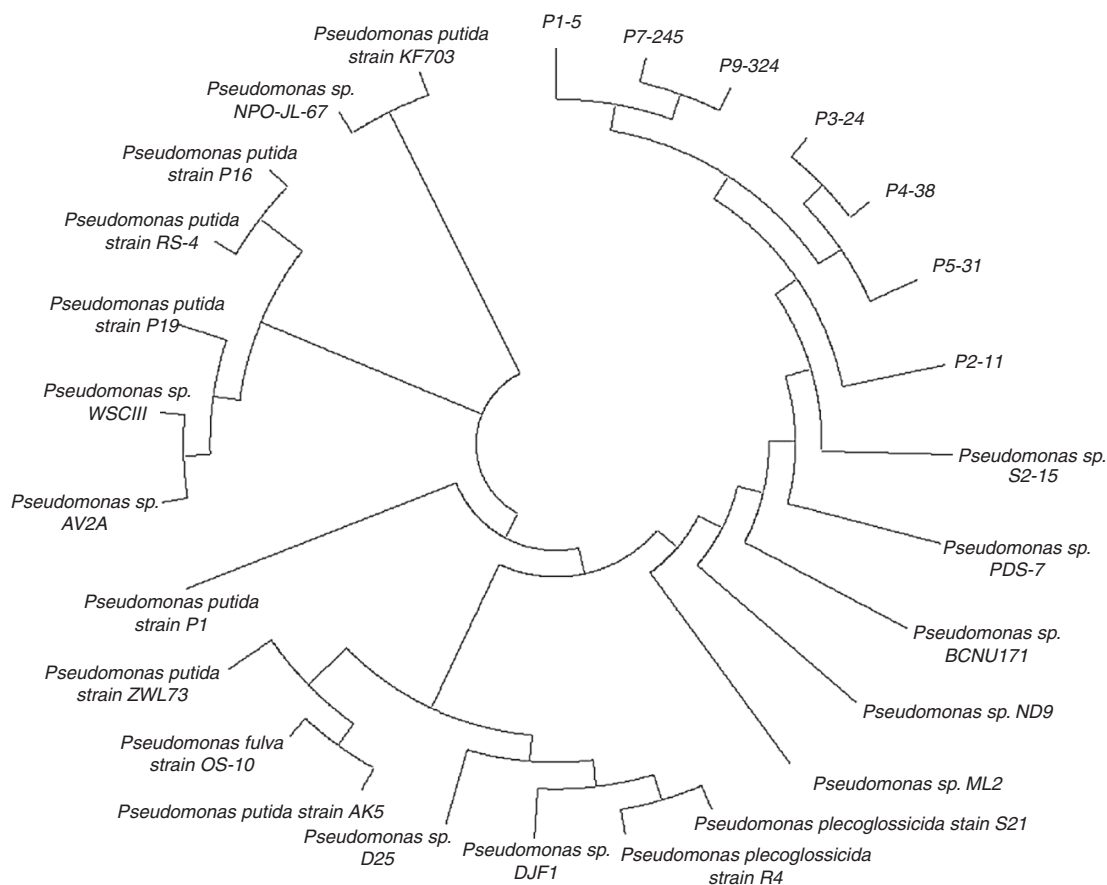 Pseudomonas putida
strain KF703
Pseudomonas sp.
NPO-JL-67
Pseudomonas putida
strain P16
Pseudomonas putida
strain RS-4
Pseudomonas putida
strain P19
Pseudomonas sp.
WSCIII
Pseudomonas sp.
AV2A
Pseudomonas putida
strain P1
Pseudomonas putida
strain ZWL73
Pseudomonas fulva
strain OS-10
Pseudomonas putida strain AK5
Pseudomonas sp.
D25
Pseudomonas sp.
DJF1
Pseudomonas plecoglossicida
strain R4
Pseudomonas plecoglossicida stain S21
Pseudomonas sp. ML2
Pseudomonas sp. ND9
Pseudomonas sp.
BCNU171
Pseudomonas sp.
PDS-7
Pseudomonas sp.
S2-15
P2-11
P5-31
P4-38
P3-24
P9-324
P7-245
P1-5